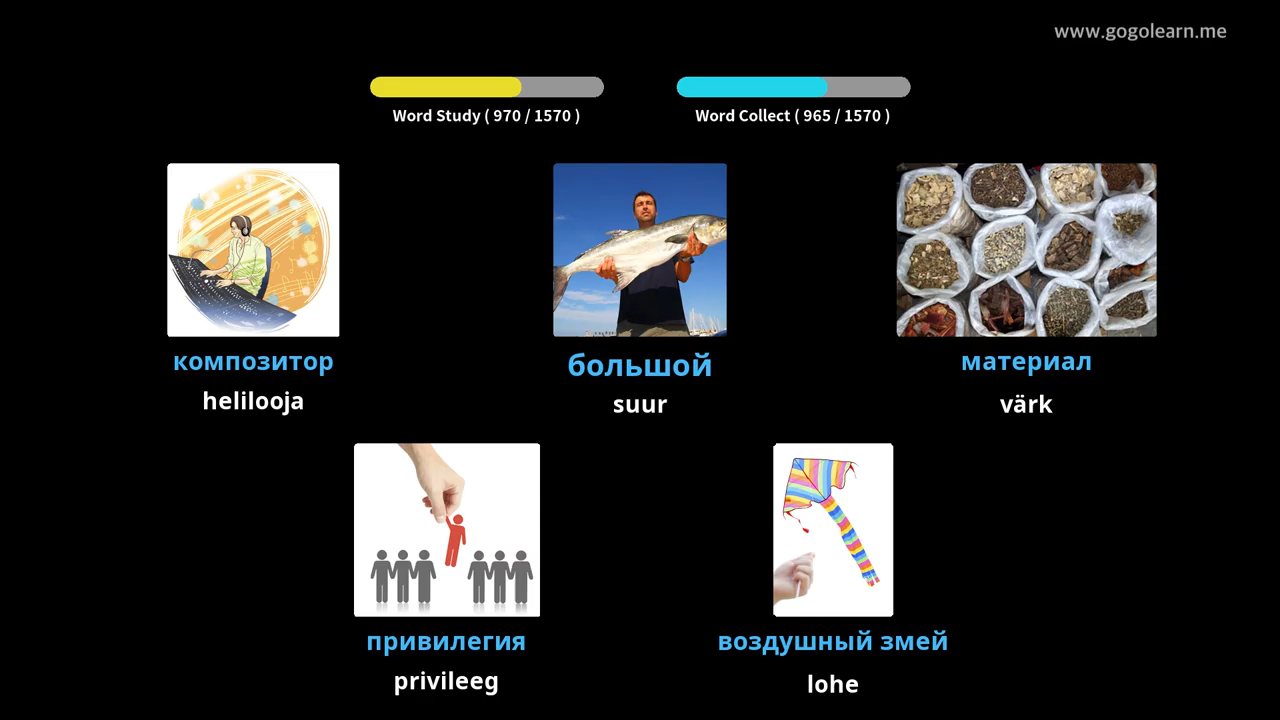 www.gogolearn.me
Word Study ( 970 / 1570 )
Word Collect ( 965 / 1570 )
композитор
helilooja
большой
suur
материал
värk
привилегия
privileeg
воздушный змей
lohe